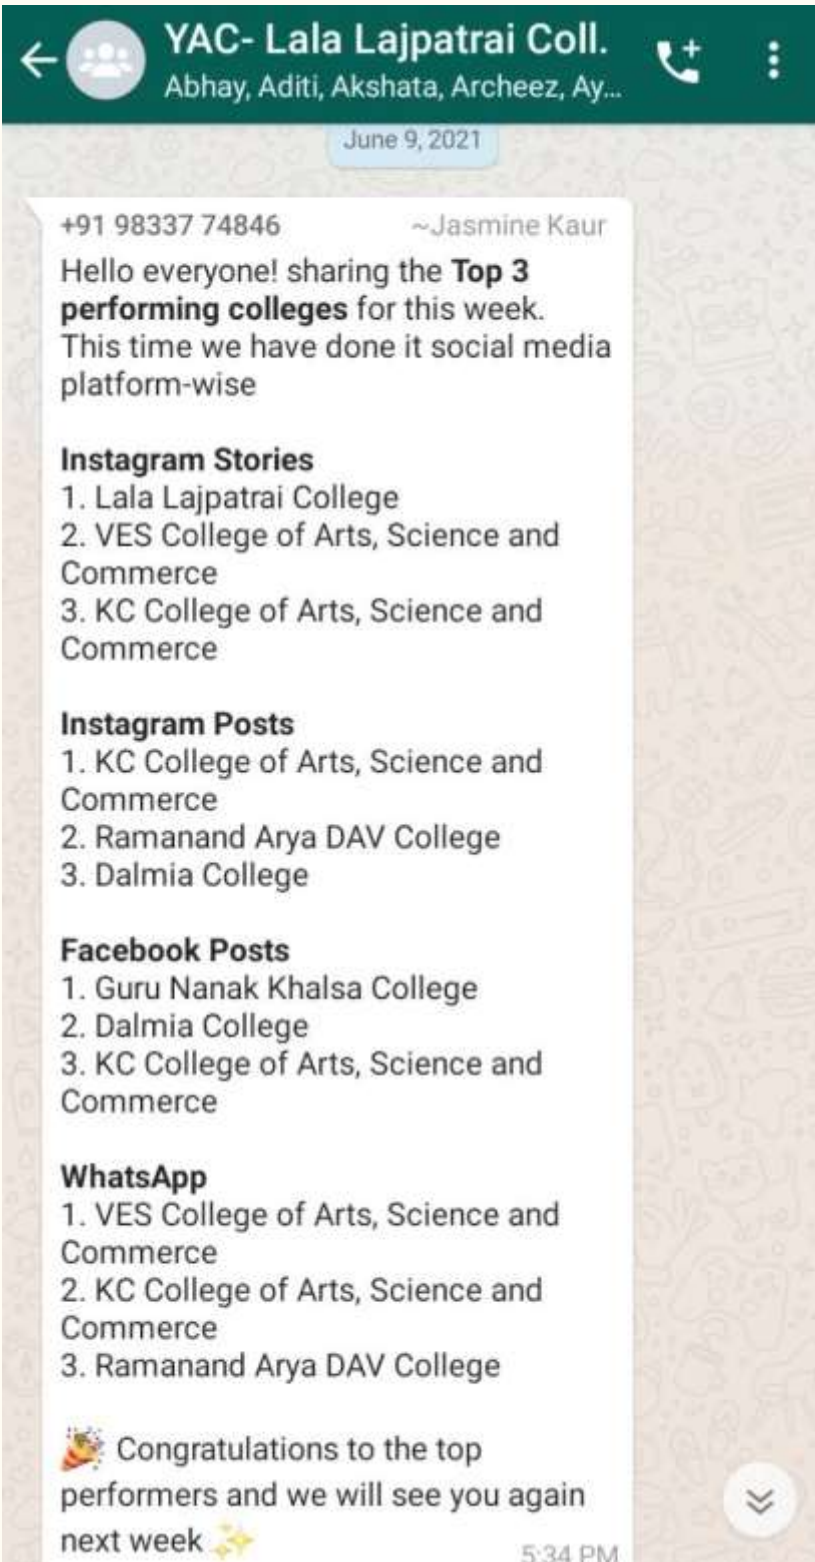 YAC- Lala Lajpatrai Coll.
Abhay, Aditi, Akshata, Archeez, Ay...
June 9, 2021
+91 98337 74846 ~Jasmine Kaur
Hello everyone! sharing the Top 3
performing colleges for this week.
This time we have done it social media
platform-wise
Instagram Stories
1. Lala Lajpatrai College
2. VES College of Arts, Science and
Commerce
3. KC College of Arts, Science and
Commerce
Instagram Posts
1. KC College of Arts, Science and
Commerce
2. Ramanand Arya DAV College
3. Dalmia College
Facebook Posts
1. Guru Nanak Khalsa College
2. Dalmia College
3. KC College of Arts, Science and
Commerce
WhatsApp
1. VES College of Arts, Science and
Commerce
2. KC College of Arts, Science and
Commerce
3. Ramanand Arya DAV College
🎉 Congratulations to the top
performers and we will see you again
next week ✨
5:34 PM